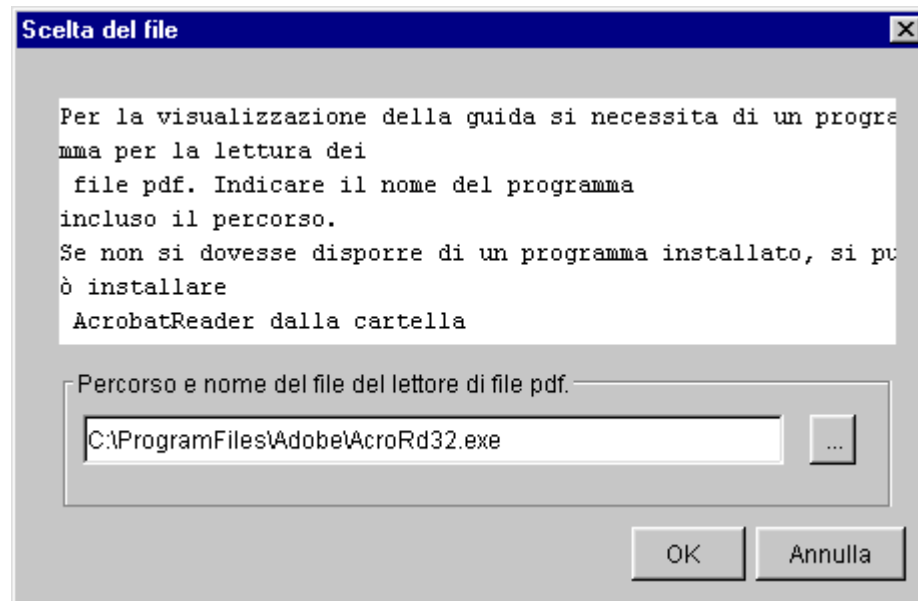 Scelta del file
Per la visualizzazione della guida si necessita di un progra
mma per la lettura dei
file pdf. Indicare il nome del programma
incluso il percorso.
Se non si dovesse disporre di un programma installato, si pu
ò installare
AcrobatReader dalla cartella
Percorso e nome del file del lettore di file pdf.
C:\ProgramFiles\Adobe\AcroRd32.exe
...
OK
Annulla